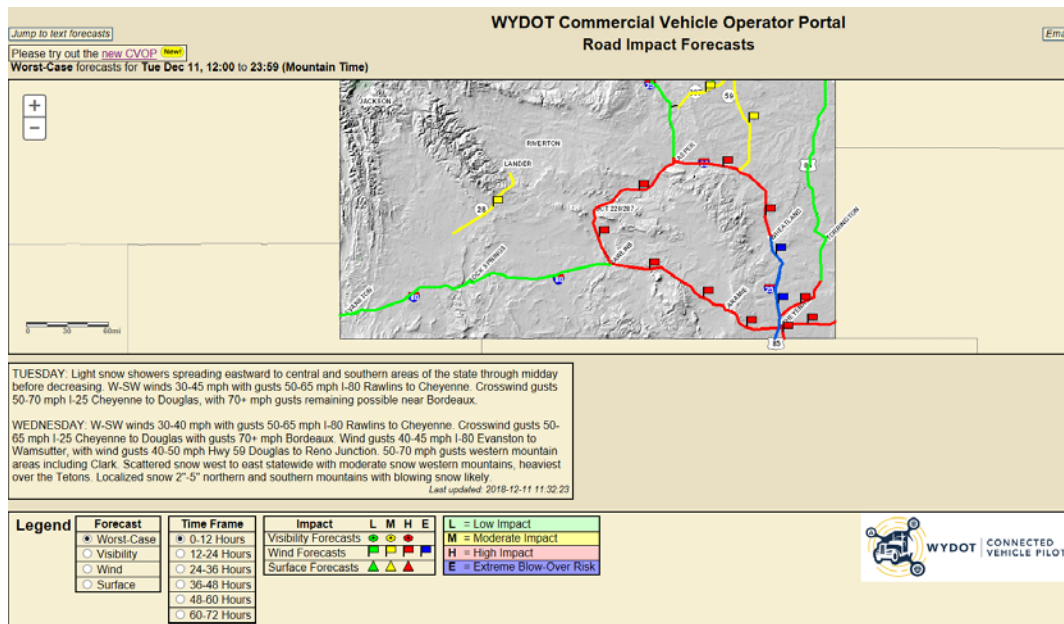 WYDOT Commercial Vehicle Operator Portal
Road Impact Forecasts
Jump to text forecasts
Ema
Please try out the new CVOP New!
Worst-Case forecasts for Tue Dec 11, 12:00 to 23:59 (Mountain Time)
+
−
JACKSON
59
RIVERTON
LANDER
CASPER
28
WHEATLAND
TORRINGTON
ROCK SPRINGS
RAWLINS
80
80
25
LARAMIE
CHEYENNE
EVANSTON
85
0 30 60mi
TUESDAY: Light snow showers spreading eastward to central and southern areas of the state through midday
before decreasing. W-SW winds 30-45 mph with gusts 50-65 mph I-80 Rawlins to Cheyenne. Crosswind gusts
50-70 mph I-25 Cheyenne to Douglas, with 70+ mph gusts remaining possible near Bordeaux.
WEDNESDAY: W-SW winds 30-40 mph with gusts 50-65 mph I-80 Rawlins to Cheyenne. Crosswind gusts 50-
65 mph I-25 Cheyenne to Douglas with gusts 70+ mph Bordeaux. Wind gusts 40-45 mph I-80 Evanston to
Wamsutter, with wind gusts 40-50 mph Hwy 59 Douglas to Reno Junction. 50-70 mph gusts western mountain
areas including Clark. Scattered snow west to east statewide with moderate snow western mountains, heaviest
over the Tetons. Localized snow 2"-5" northern and southern mountains with blowing snow likely.
Last updated: 2018-12-11 11:32:23
Legend
Forecast
Worst-Case
Visibility
Wind
Surface
Time Frame
0-12 Hours
12-24 Hours
24-36 Hours
36-48 Hours
48-60 Hours
60-72 Hours
Impact L M H E
Visibility Forecasts
Wind Forecasts
Surface Forecasts
L = Low Impact
M = Moderate Impact
H = High Impact
E = Extreme Blow-Over Risk
WYDOT CONNECTED
VEHICLE PILOT